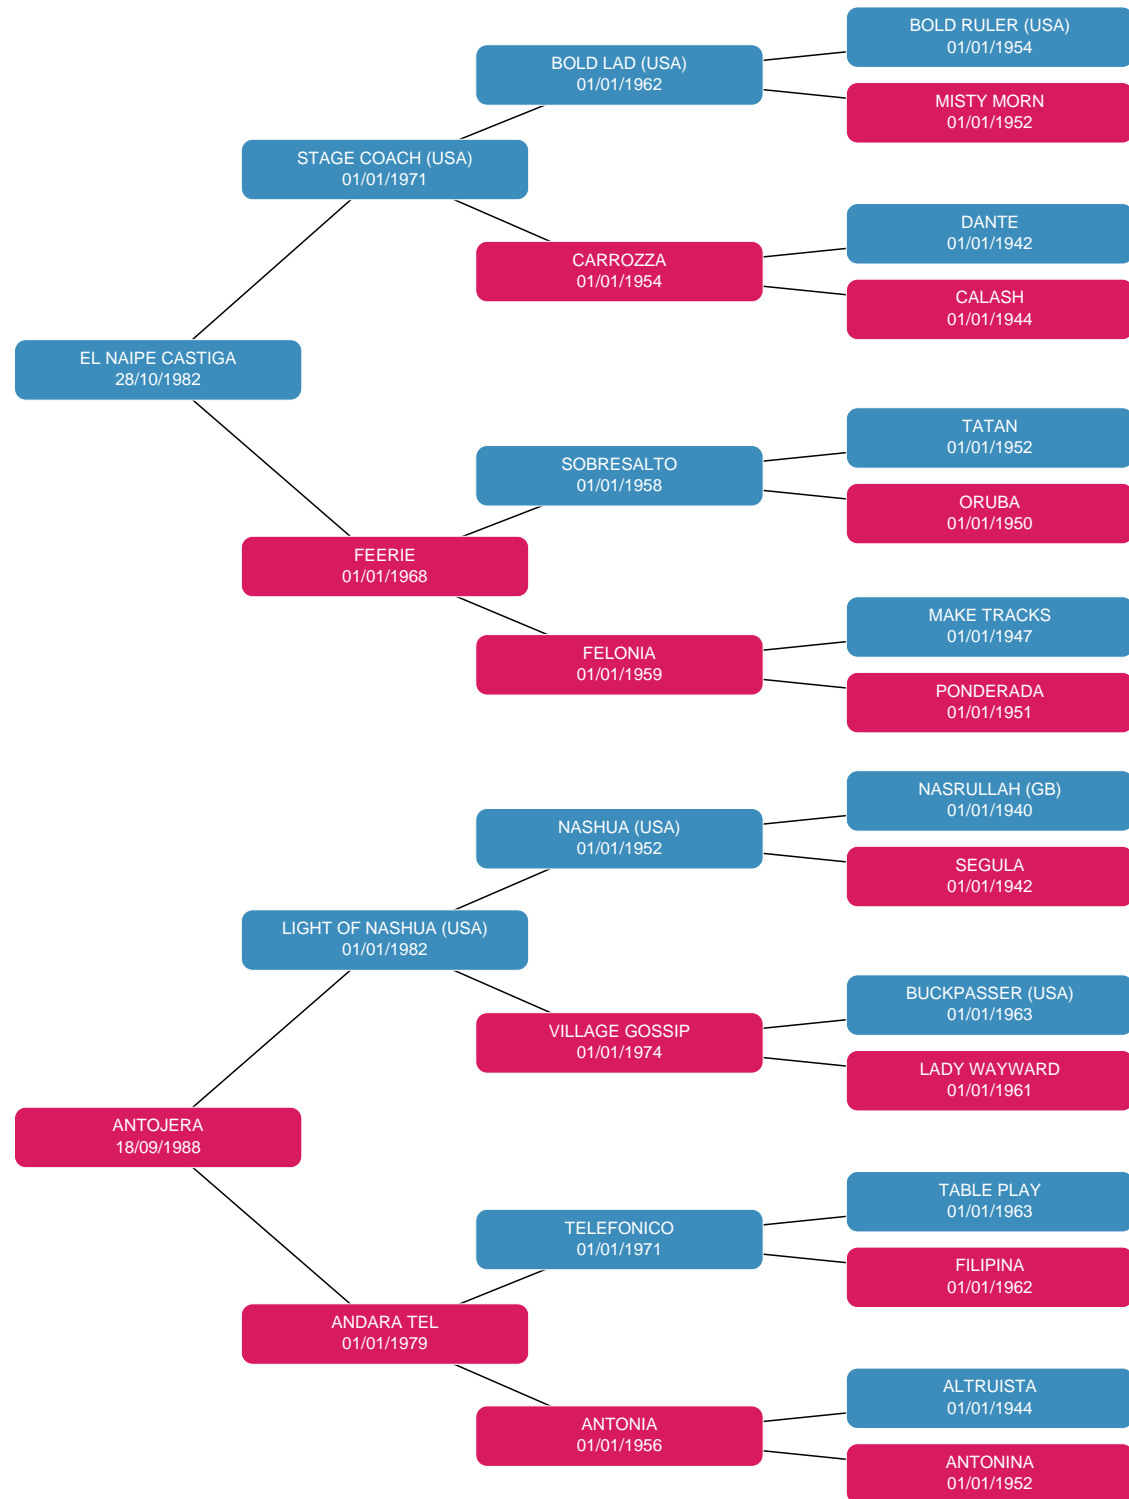 BOLD RULER (USA)
01/01/1954
BOLD LAD (USA)
01/01/1962
MISTY MORN
01/01/1952
STAGE COACH (USA)
01/01/1971
DANTE
01/01/1942
CARROZZA
01/01/1954
CALASH
01/01/1944
EL NAIPE CASTIGA
28/10/1982
TATAN
01/01/1952
SOBRESALTO
01/01/1958
ORUBA
01/01/1950
FEERIE
01/01/1968
MAKE TRACKS
01/01/1947
FELONIA
01/01/1959
PONDERADA
01/01/1951
NASRULLAH (GB)
01/01/1940
NASHUA (USA)
01/01/1952
SEGULA
01/01/1942
LIGHT OF NASHUA (USA)
01/01/1982
BUCKPASSER (USA)
01/01/1963
VILLAGE GOSSIP
01/01/1974
LADY WAYWARD
01/01/1961
ANTOJERA
18/09/1988
TABLE PLAY
01/01/1963
TELEFONICO
01/01/1971
FILIPINA
01/01/1962
ANDARA TEL
01/01/1979
ALTRUISTA
01/01/1944
ANTONIA
01/01/1956
ANTONINA
01/01/1952